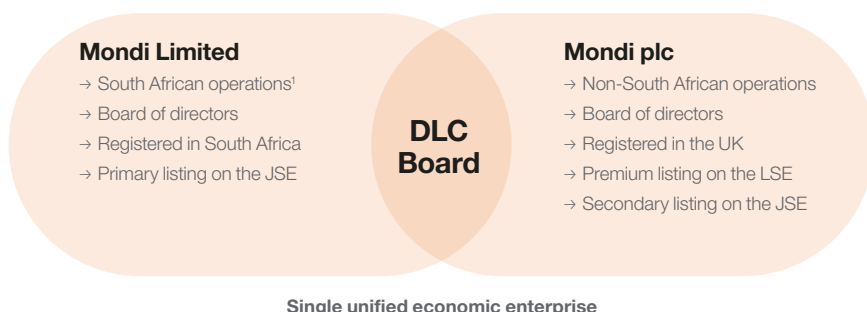 Mondi Limited
→ South African operations¹
→ Board of directors
→ Registered in South Africa
→ Primary listing on the JSE
DLC
Board
Mondi plc
→ Non-South African operations
→ Board of directors
→ Registered in the UK
→ Premium listing on the LSE
→ Secondary listing on the JSE
Single unified economic enterprise